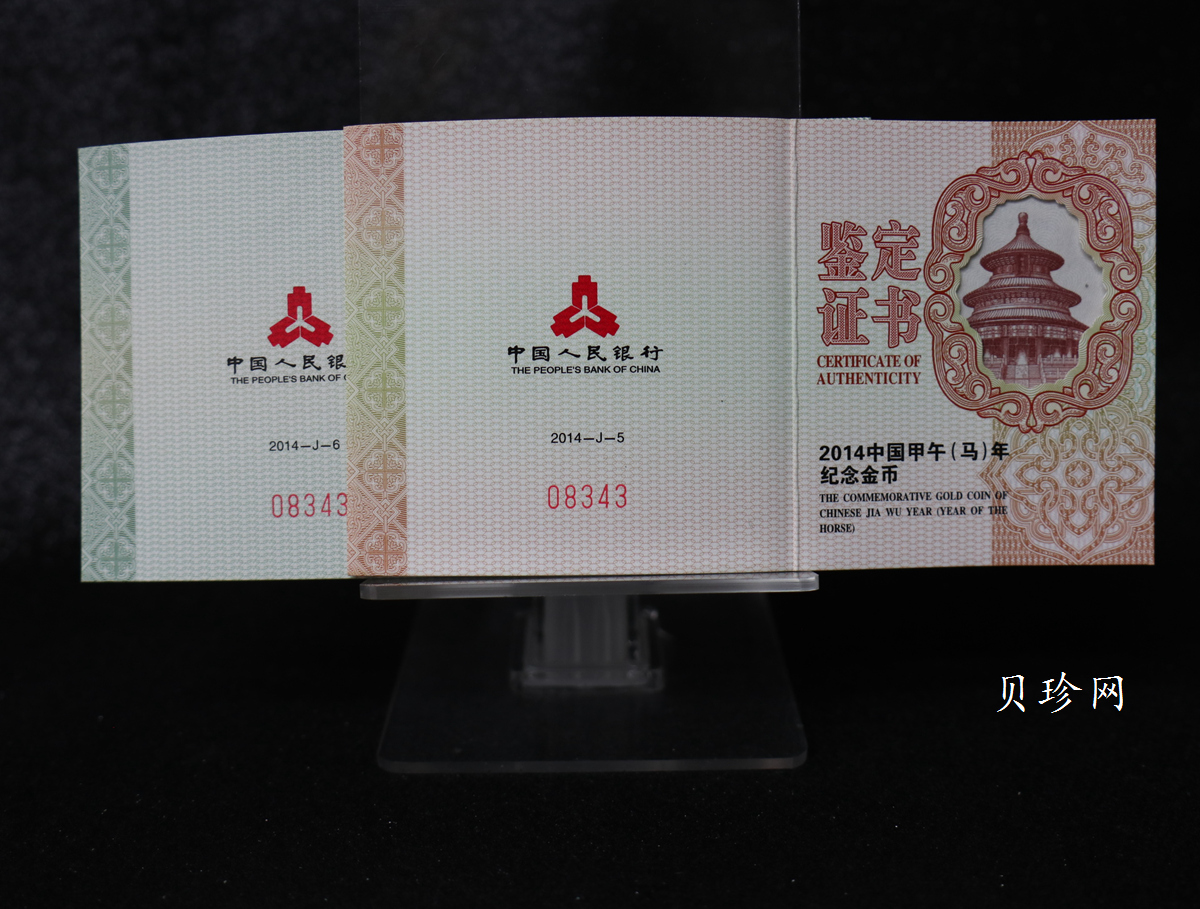 中国人民银
THE PEOPLE'S BANK OF C
2014—J—6
08343
中国人民银行
THE PEOPLE'S BANK OF CHINA
2014—J—5
08343
鉴定
证书
CERTIFICATE OF
AUTHENTICITY
2014中国甲午(马)年
纪念金币
THE COMMEMORATIVE GOLD COIN OF
CHINESE JIA WU YEAR (YEAR OF THE
HORSE)
贝珍网